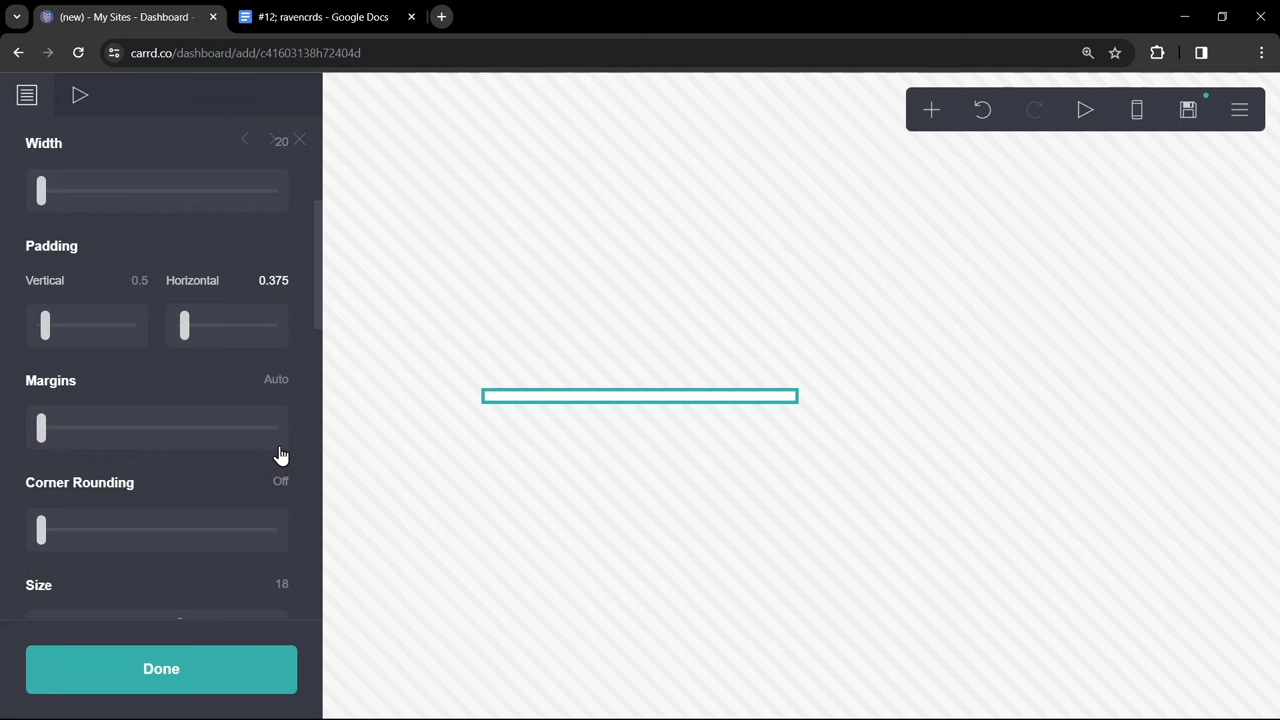 (new) - My Sites - Dashboard -
#12; ravencrds - Google Docs
carrd.co/dashboard/add/c41603138h72404d
Width 20
Padding
Vertical 0.5 Horizontal 0.375
Margins Auto
Corner Rounding Off
Size 18
Done